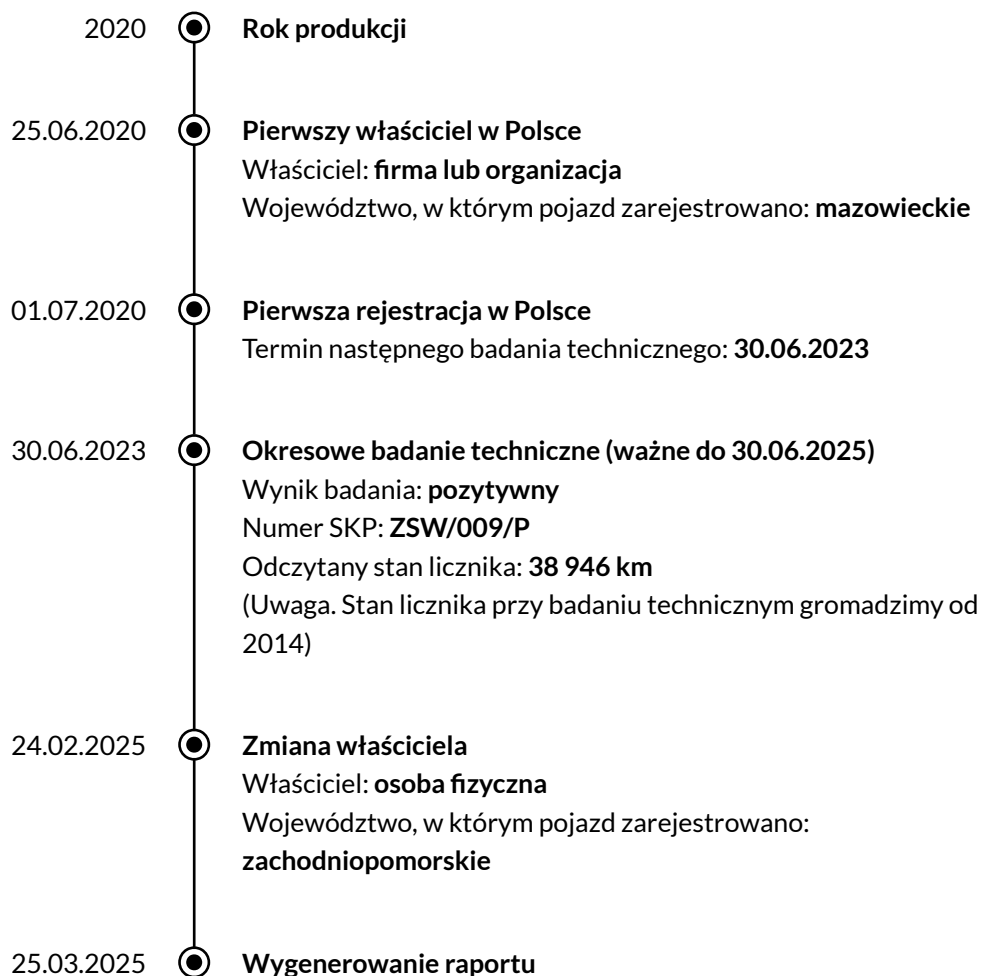 2020 Rok produkcji
25.06.2020 Pierwszy właściciel w Polsce
Właściciel: firma lub organizacja
Województwo, w którym pojazd zarejestrowano: mazowieckie
01.07.2020 Pierwsza rejestracja w Polsce
Termin następnego badania technicznego: 30.06.2023
30.06.2023 Okresowe badanie techniczne (ważne do 30.06.2025)
Wynik badania: pozytywny
Numer SKP: ZSW/009/P
Odczytany stan licznika: 38 946 km
(Uwaga. Stan licznika przy badaniu technicznym gromadzimy od
2014)
24.02.2025 Zmiana właściciela
Właściciel: osoba fizyczna
Województwo, w którym pojazd zarejestrowano:
zachodniopomorskie
25.03.2025 Wygenerowanie raportu